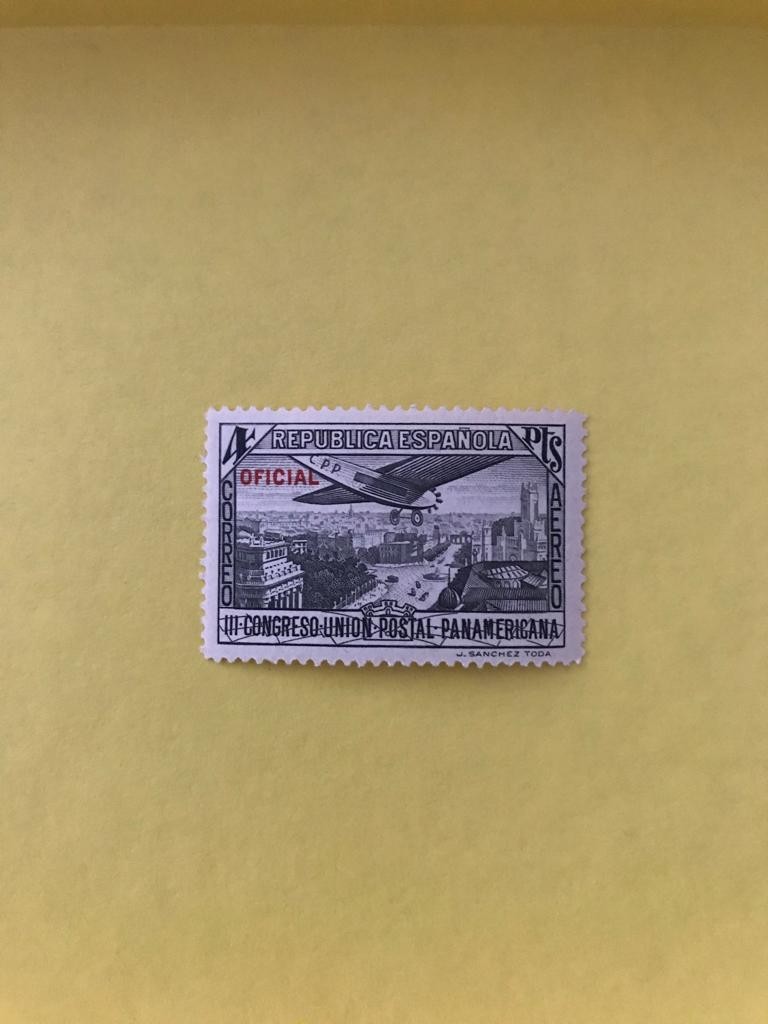 4 REPUBLICA ESPAÑOLA Pts
OFICIAL C.P.P
CORREO
AEREO
III·CONGRESO·UNION·POSTAL·PANAMERICANA
J. SANCHEZ TODA